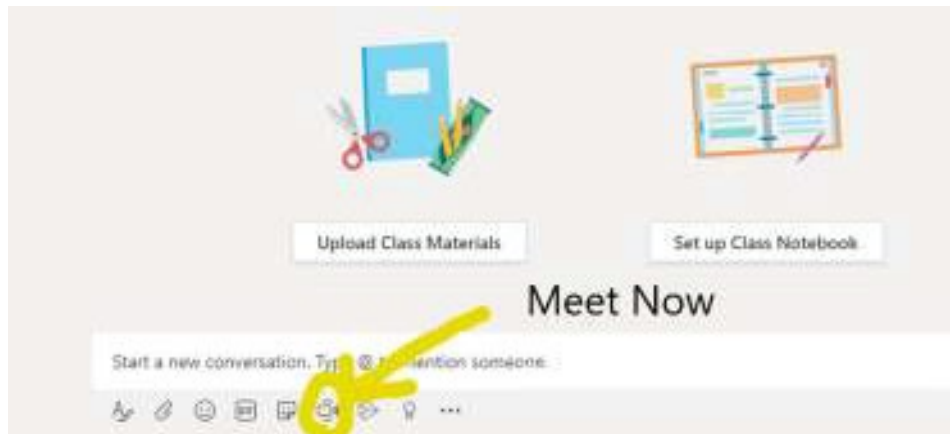 Upload Class Materials
Set up Class Notebook
Meet Now
Start a new conversation. Type @ to mention someone.